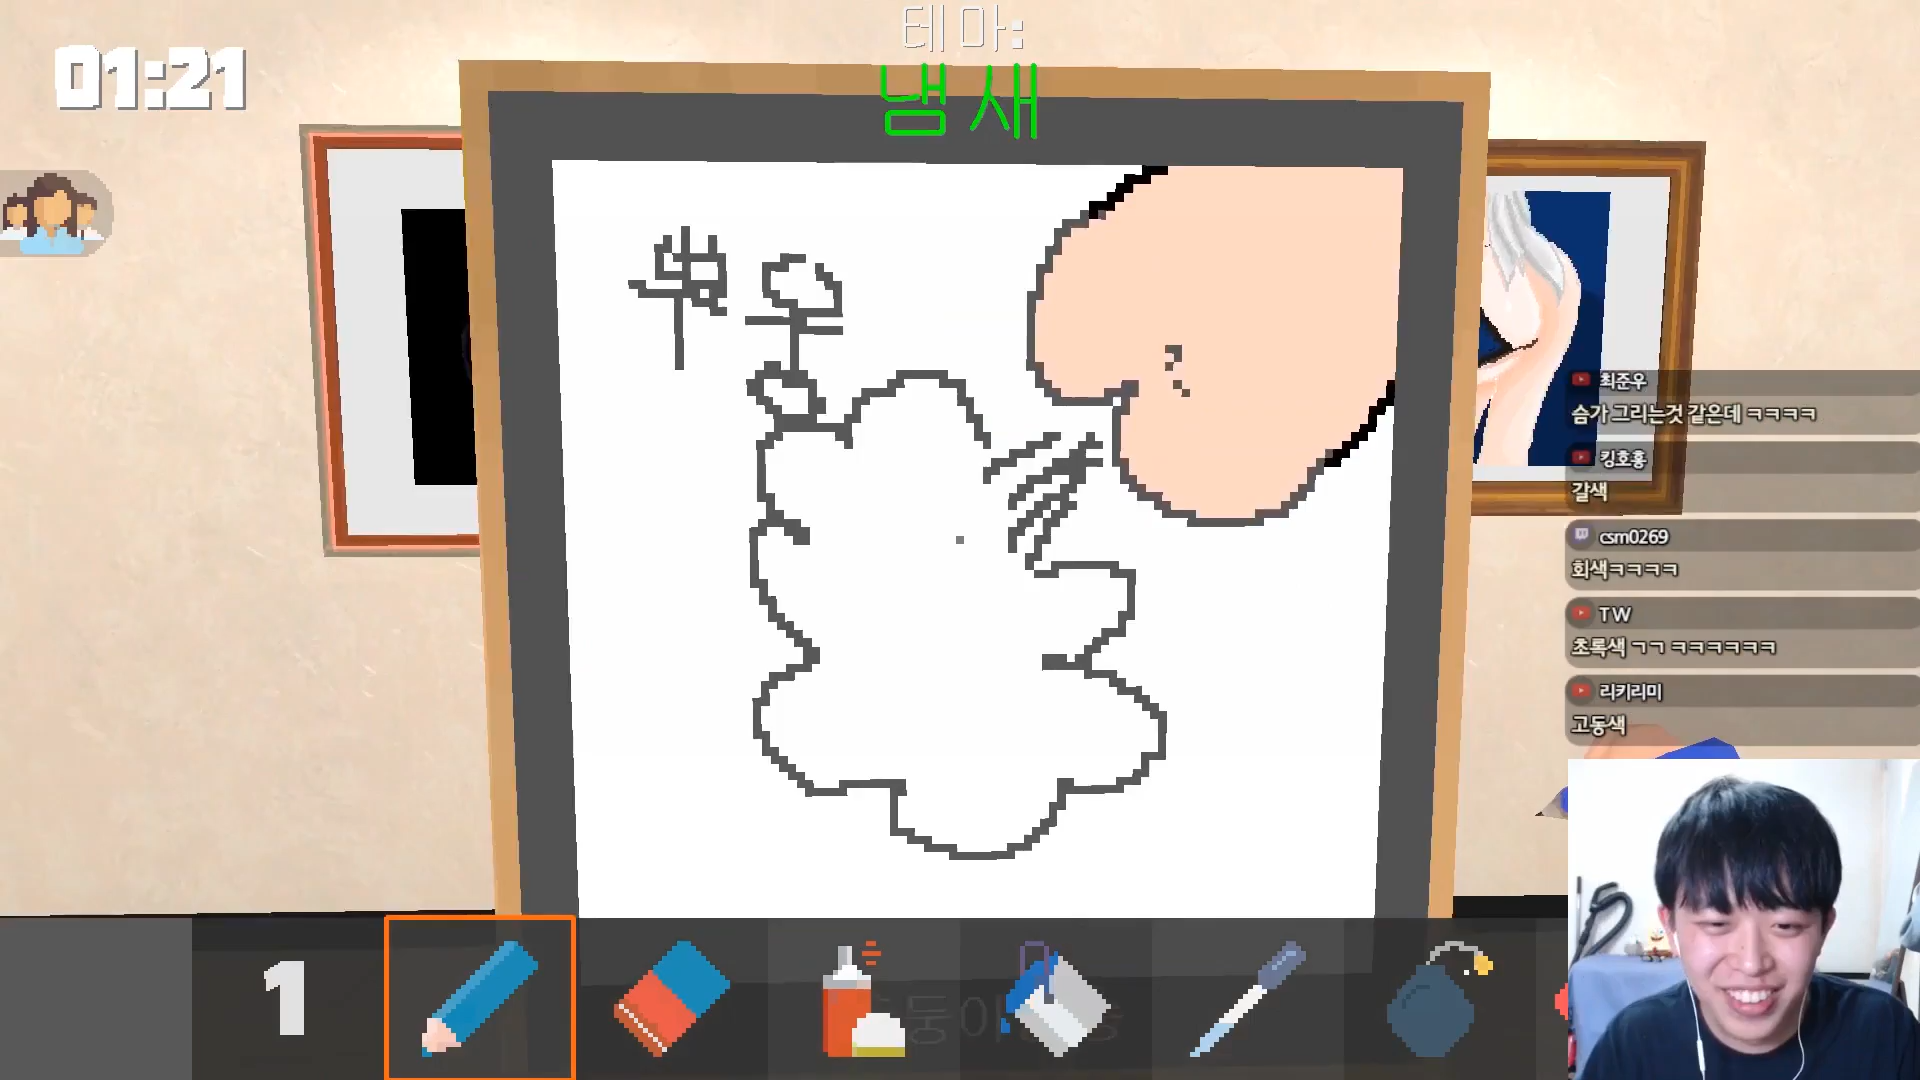 테마:
01:21
냄새
뿡
최준우
슴가 그리는것 같은데 ㅋㅋㅋㅋ
킹호홍
갈색
csm0269
회색ㅋㅋㅋㅋ
TW
초록색 ㄱㄱ ㅋㅋㅋㅋㅋㅋ
리키리미
고동색
1